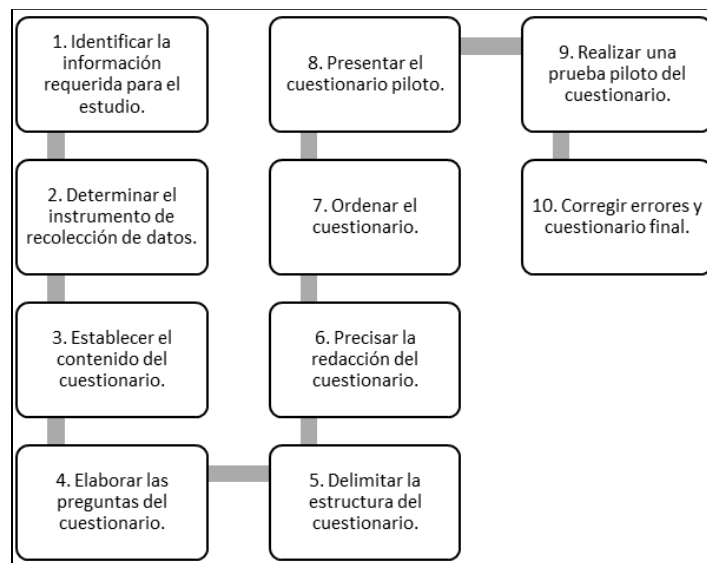 1. Identificar la
información
requerida para el
estudio.
2. Determinar el
instrumento de
recolección de datos.
3. Establecer el
contenido del
cuestionario.
4. Elaborar las
preguntas del
cuestionario.
5. Delimitar la
estructura del
cuestionario.
6. Precisar la
redacción del
cuestionario.
7. Ordenar el
cuestionario.
8. Presentar el
cuestionario piloto.
9. Realizar una
prueba piloto del
cuestionario.
10. Corregir errores y
cuestionario final.